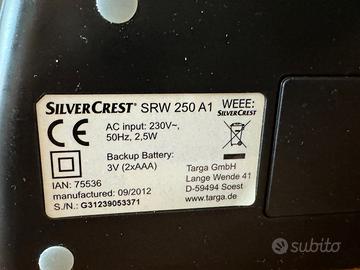 SILVERCREST® SRW 250 A1
WEEE:
SILVERCREST
CE
AC input: 230V~,
50Hz, 2,5W
Backup Battery:
3V (2xAAA)
IAN: 75536
manufactured: 09/2012
S./N.: G31239053371
Targa GmbH
Lange Wende 41
D-59494 Soest
www.targa.de
subito